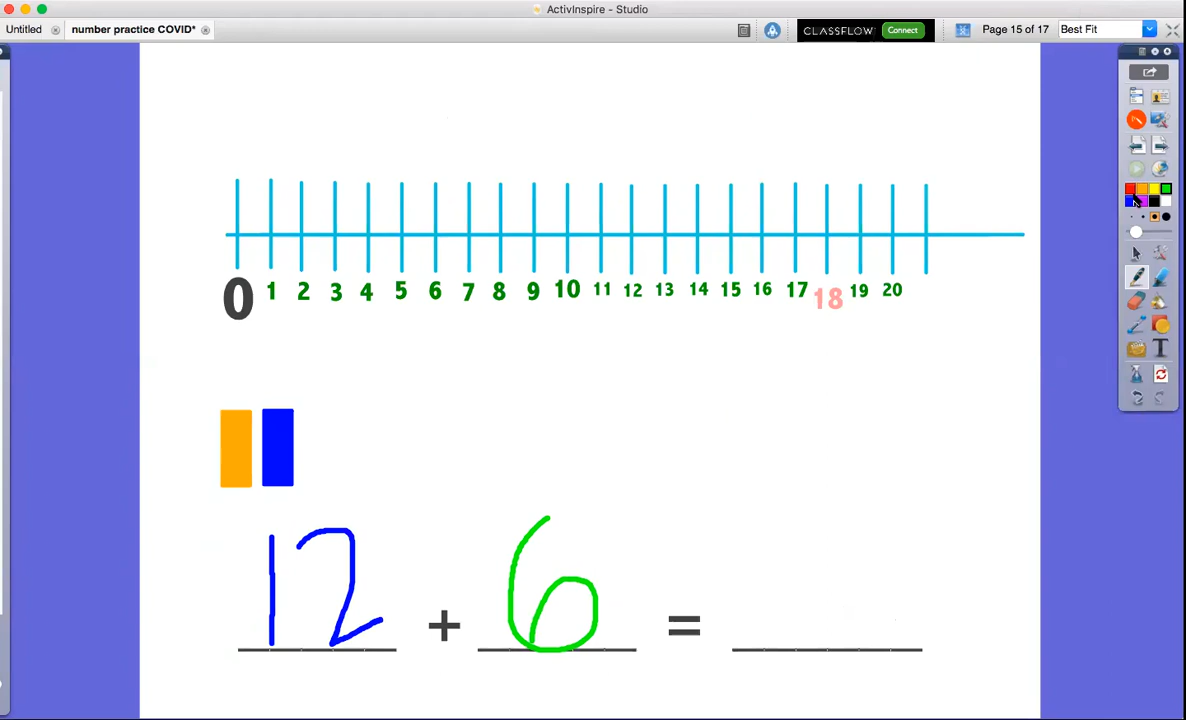 ActivInspire - Studio
Untitled number practice COVID* CLASSFLOW Connect Page 15 of 17 Best Fit
0 1 2 3 4 5 6 7 8 9 10 11 12 13 14 15 16 17 18 19 20
12 + 6 =